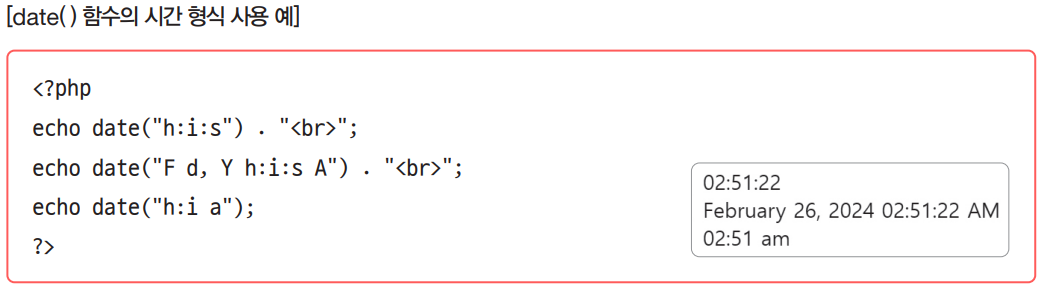 [date( ) 함수의 시간 형식 사용 예]
<?php
echo date("h:i:s") . "<br>";
echo date("F d, Y h:i:s A") . "<br>";
echo date("h:i a");
?>
02:51:22
February 26, 2024 02:51:22 AM
02:51 am